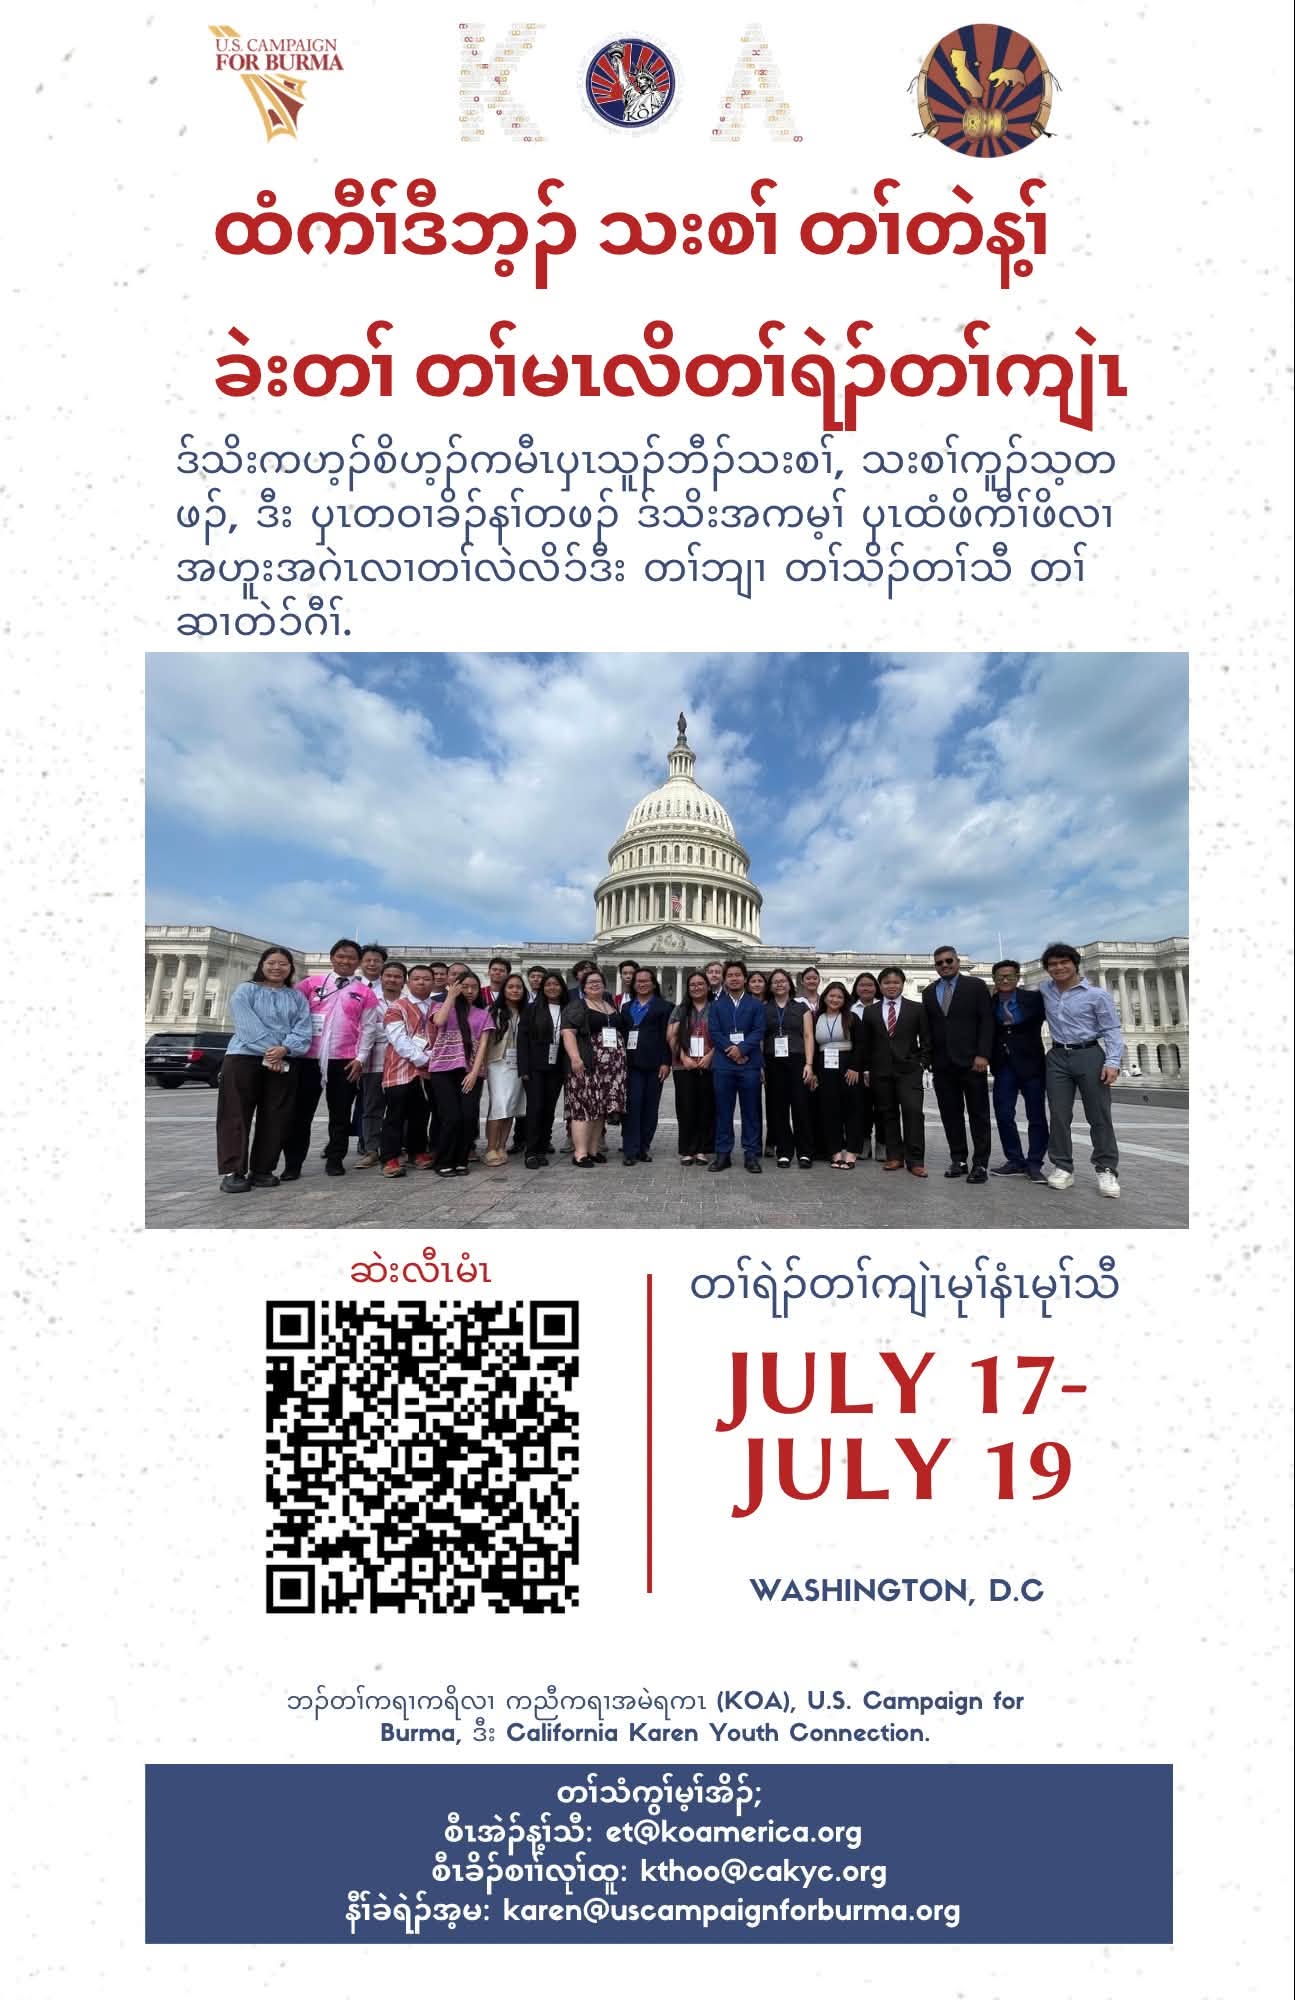 U.S. CAMPAIGN
FOR BURMA
K O A
KOA
ထံကီၢ်ဒီဘ့ၣ် သးစၢ် တၢ်တဲန့ၢ်
ခဲးတၢ် တၢ်မၤလိတၢ်ရဲၣ်တၢ်ကျဲၤ
ဒ်သိးကဟ့ၣ်စိဟ့ၣ်ကမီၤပှၤသူၣ်ဘီၣ်သးစၢ်, သးစၢ်ကူၣ်သ့တ
ဖၣ်, ဒီး ပှၤတဝၢခိၣ်နၢ်တဖၣ် ဒ်သိးအကမ့ၢ် ပှၤထံဖိကီၢ်ဖိလၢ
အဟူးအဂဲၤလၢတၢ်လဲလိာ်ဒီး တၢ်ဘျၢ တၢ်သိၣ်တၢ်သီ တၢ်
ဆၢတဲာ်ဂီၢ်.
ဆဲးလီၤမံၤ
တၢ်ရဲၣ်တၢ်ကျဲၤမုၢ်နံၤမုၢ်သီ
JULY 17-
JULY 19
WASHINGTON, D.C
ဘၣ်တၢ်ကရၢကရိလၢ ကညီကရၢအမဲရကၤ (KOA), U.S. Campaign for
Burma, ဒီး California Karen Youth Connection.
တၢ်သံကွၢ်မ့ၢ်အိၣ်;
စီၤအဲၣ်န့ၢ်သီ: et@koamerica.org
စီၤခိၣ်စၢၢ်လုၢ်ထူ: kthoo@cakyc.org
နီၢ်ခဲရဲၣ်အ့မ: karen@uscampaignforburma.org